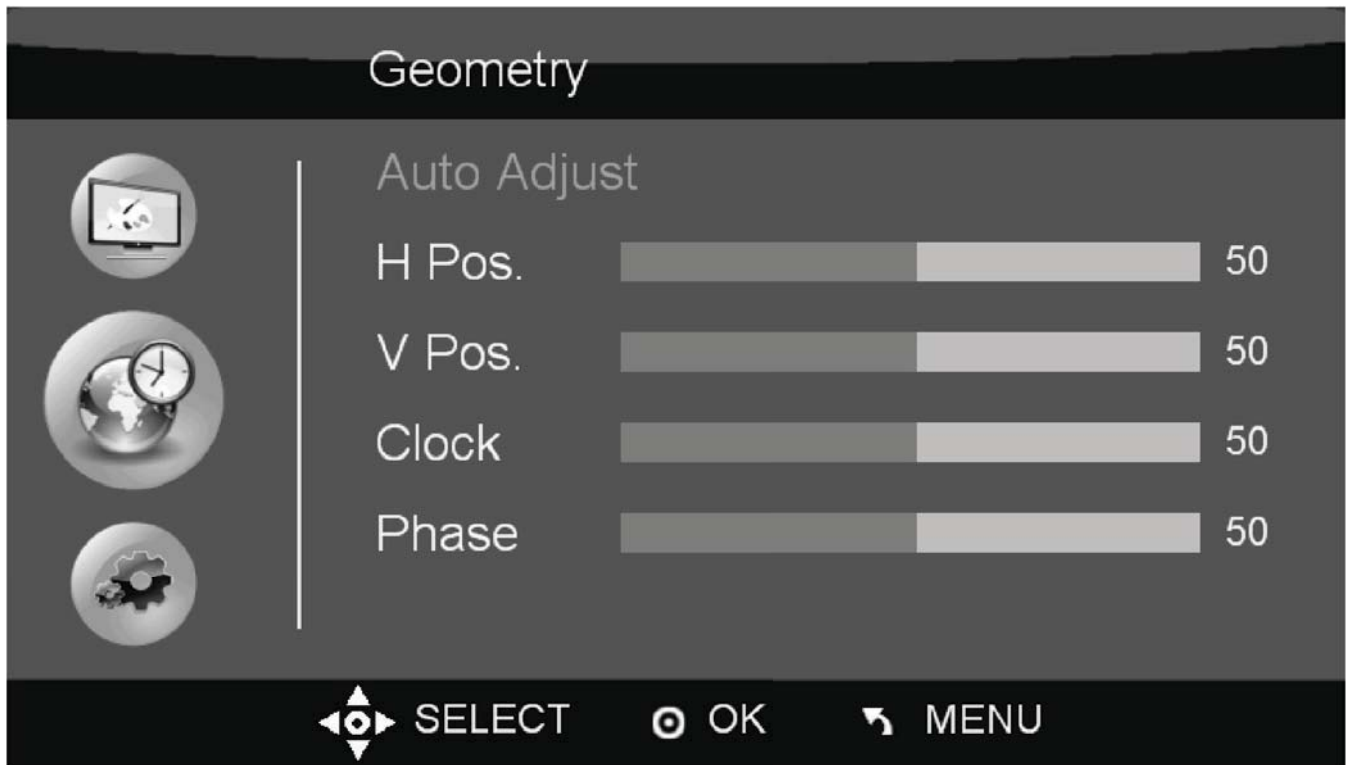 Geometry
Auto Adjust
H Pos. 50
V Pos. 50
Clock 50
Phase 50
SELECT OK MENU